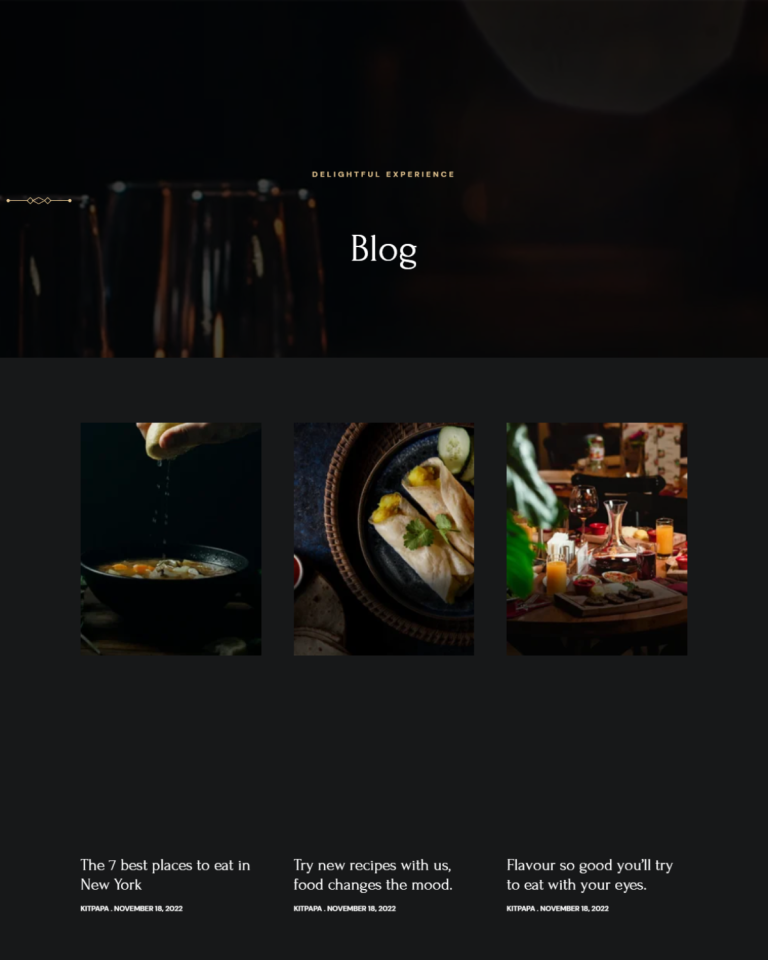 DELIGHTFUL EXPERIENCE
Blog
The 7 best places to eat in
New York
KITPAPA . NOVEMBER 18, 2022
Try new recipes with us,
food changes the mood.
KITPAPA . NOVEMBER 18, 2022
Flavour so good you'll try
to eat with your eyes.
KITPAPA . NOVEMBER 18, 2022